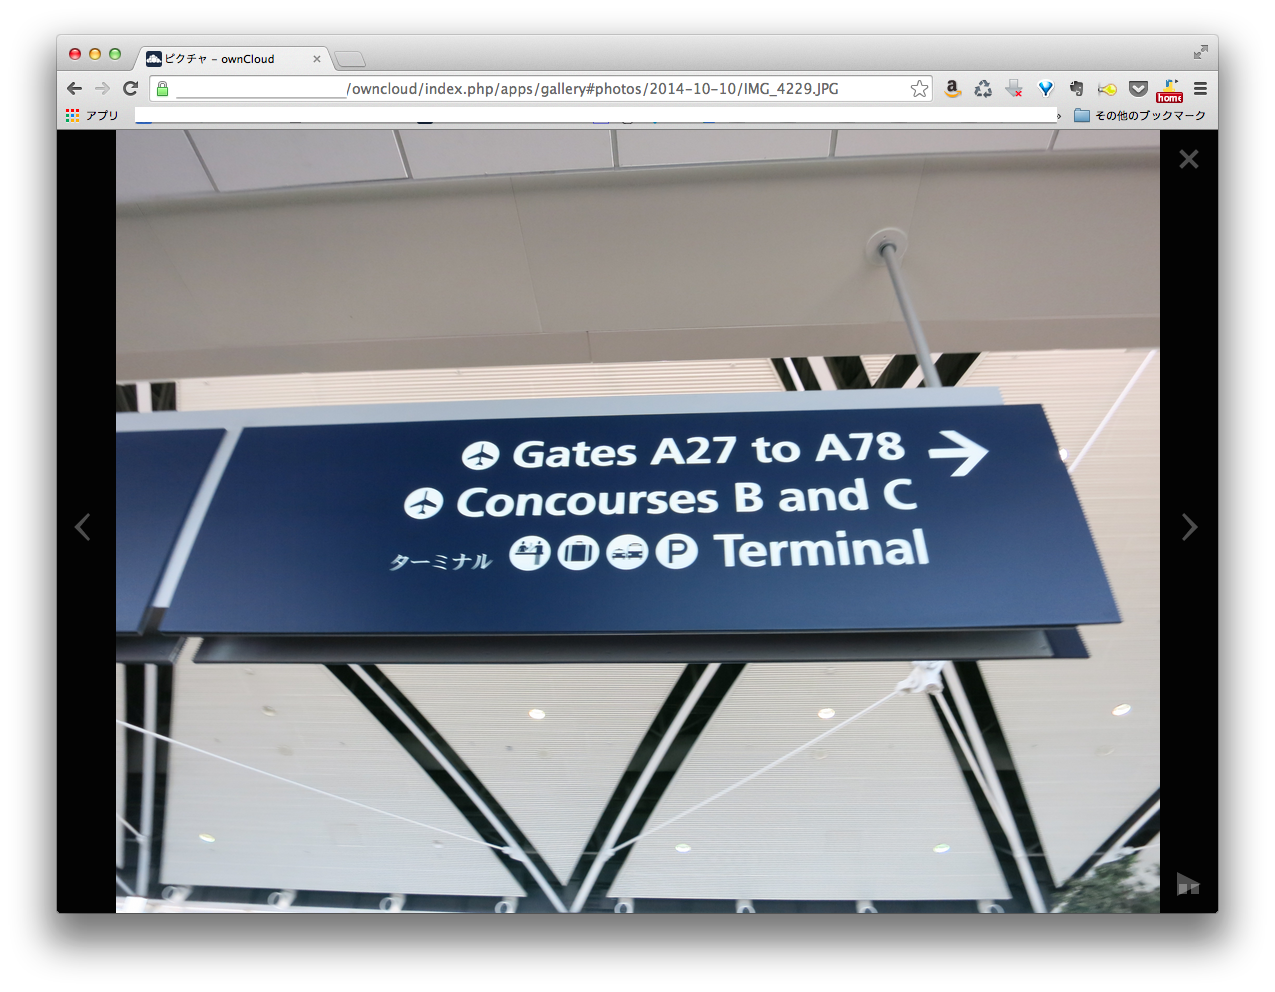 ピクチャ - ownCloud
/owncloud/index.php/apps/gallery#photos/2014-10-10/IMG_4229.JPG
home
アプリ
その他のブックマーク
Gates A27 to A78
Concourses B and C
ターミナル P Terminal